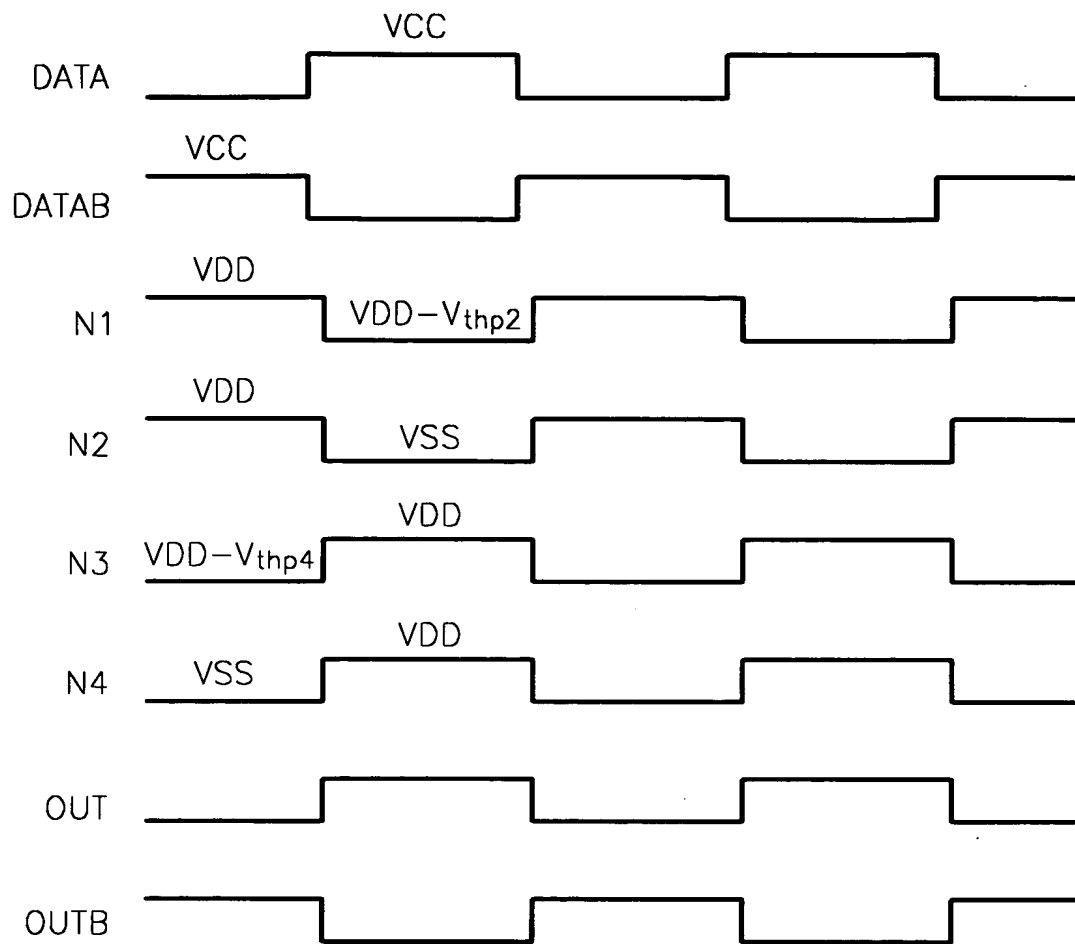 VCC
DATA
VCC
DATAB
VDD
N1 VDD-Vthp2
VDD
N2 VSS
VDD
N3 VDD-Vthp4
VDD
N4 VSS
OUT
OUTB